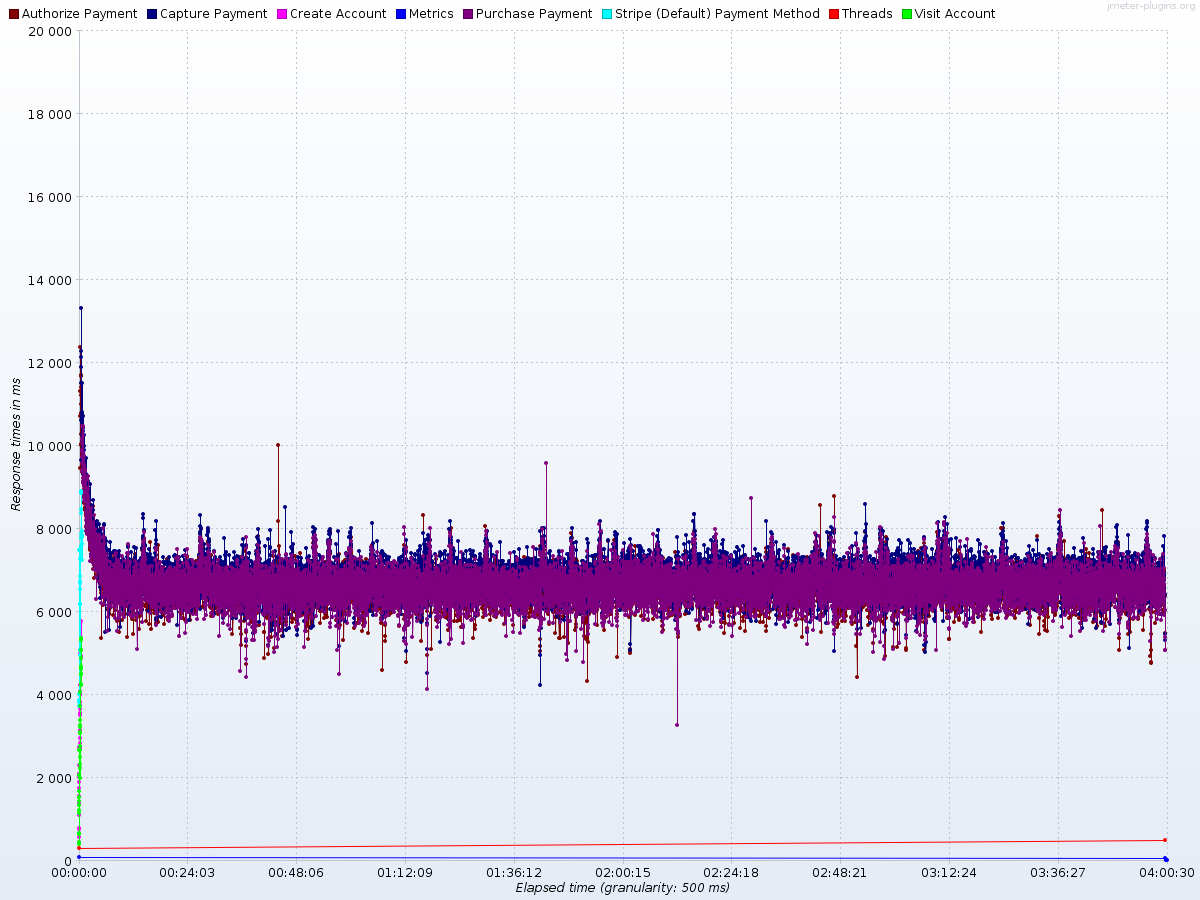 Authorize Payment Capture Payment Create Account Metrics Purchase Payment Stripe (Default) Payment Method Threads Visit Account
jmeter-plugins.org
20 000
18 000
16 000
14 000
12 000
10 000
8 000
6 000
4 000
2 000
0
Response times in ms
00:00:00 00:24:03 00:48:06 01:12:09 01:36:12 02:00:15 02:24:18 02:48:21 03:12:24 03:36:27 04:00:30
Elapsed time (granularity: 500 ms)